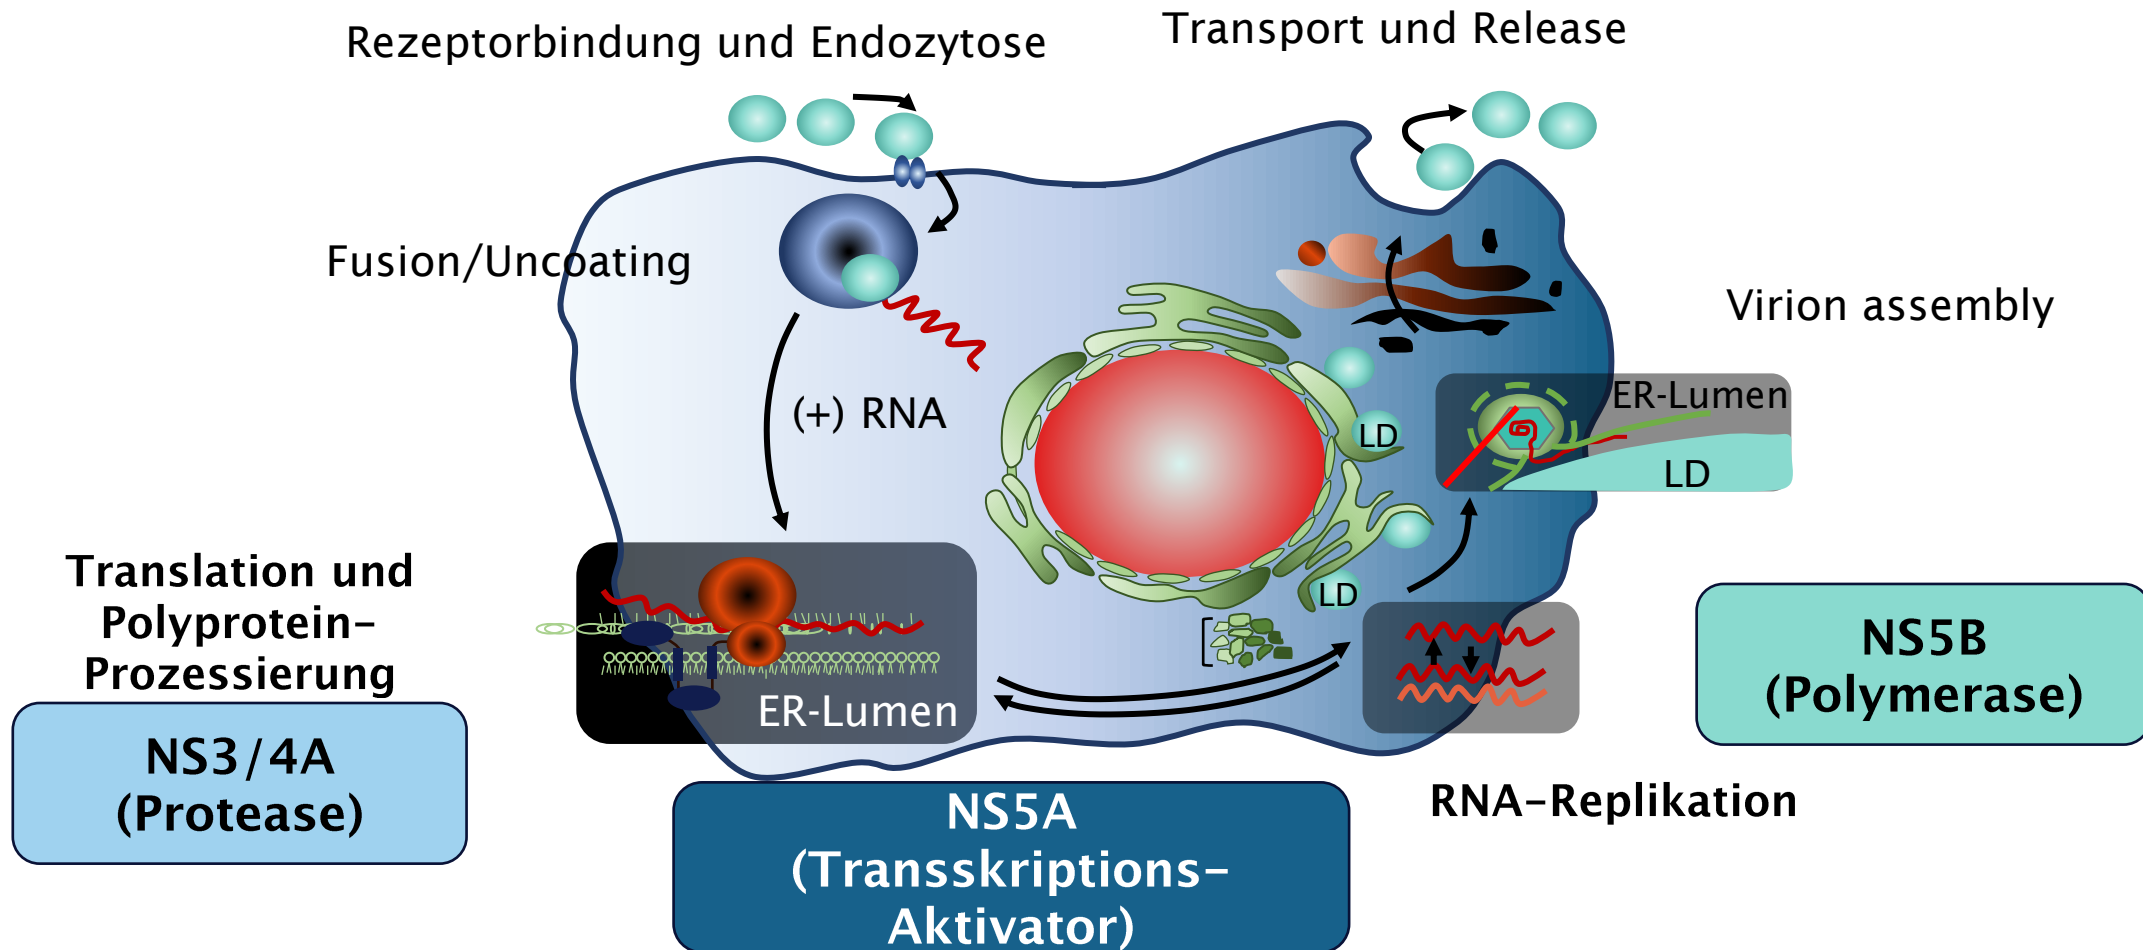 Rezeptorbindung und Endozytose
Transport und Release
Fusion/Uncoating
Virion assembly
(+) RNA
ER-Lumen
LD
LD
LD
Translation und
Polyprotein-
Prozessierung
ER-Lumen
NS3/4A
(Protease)
NS5A
(Transskriptions-
Aktivator)
NS5B
(Polymerase)
RNA-Replikation